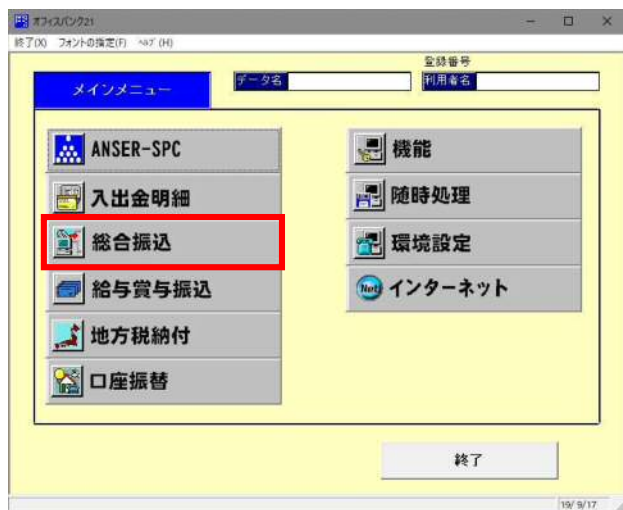 オフィスバンク21
終了(X) フォントの指定(F) ヘルプ(H)
メインメニュー
データ名
登録番号
利用者名
ANSER-SPC
入出金明細
総合振込
給与賞与振込
地方税納付
口座振替
機能
随時処理
環境設定
Net インターネット
終了
19/ 9/17